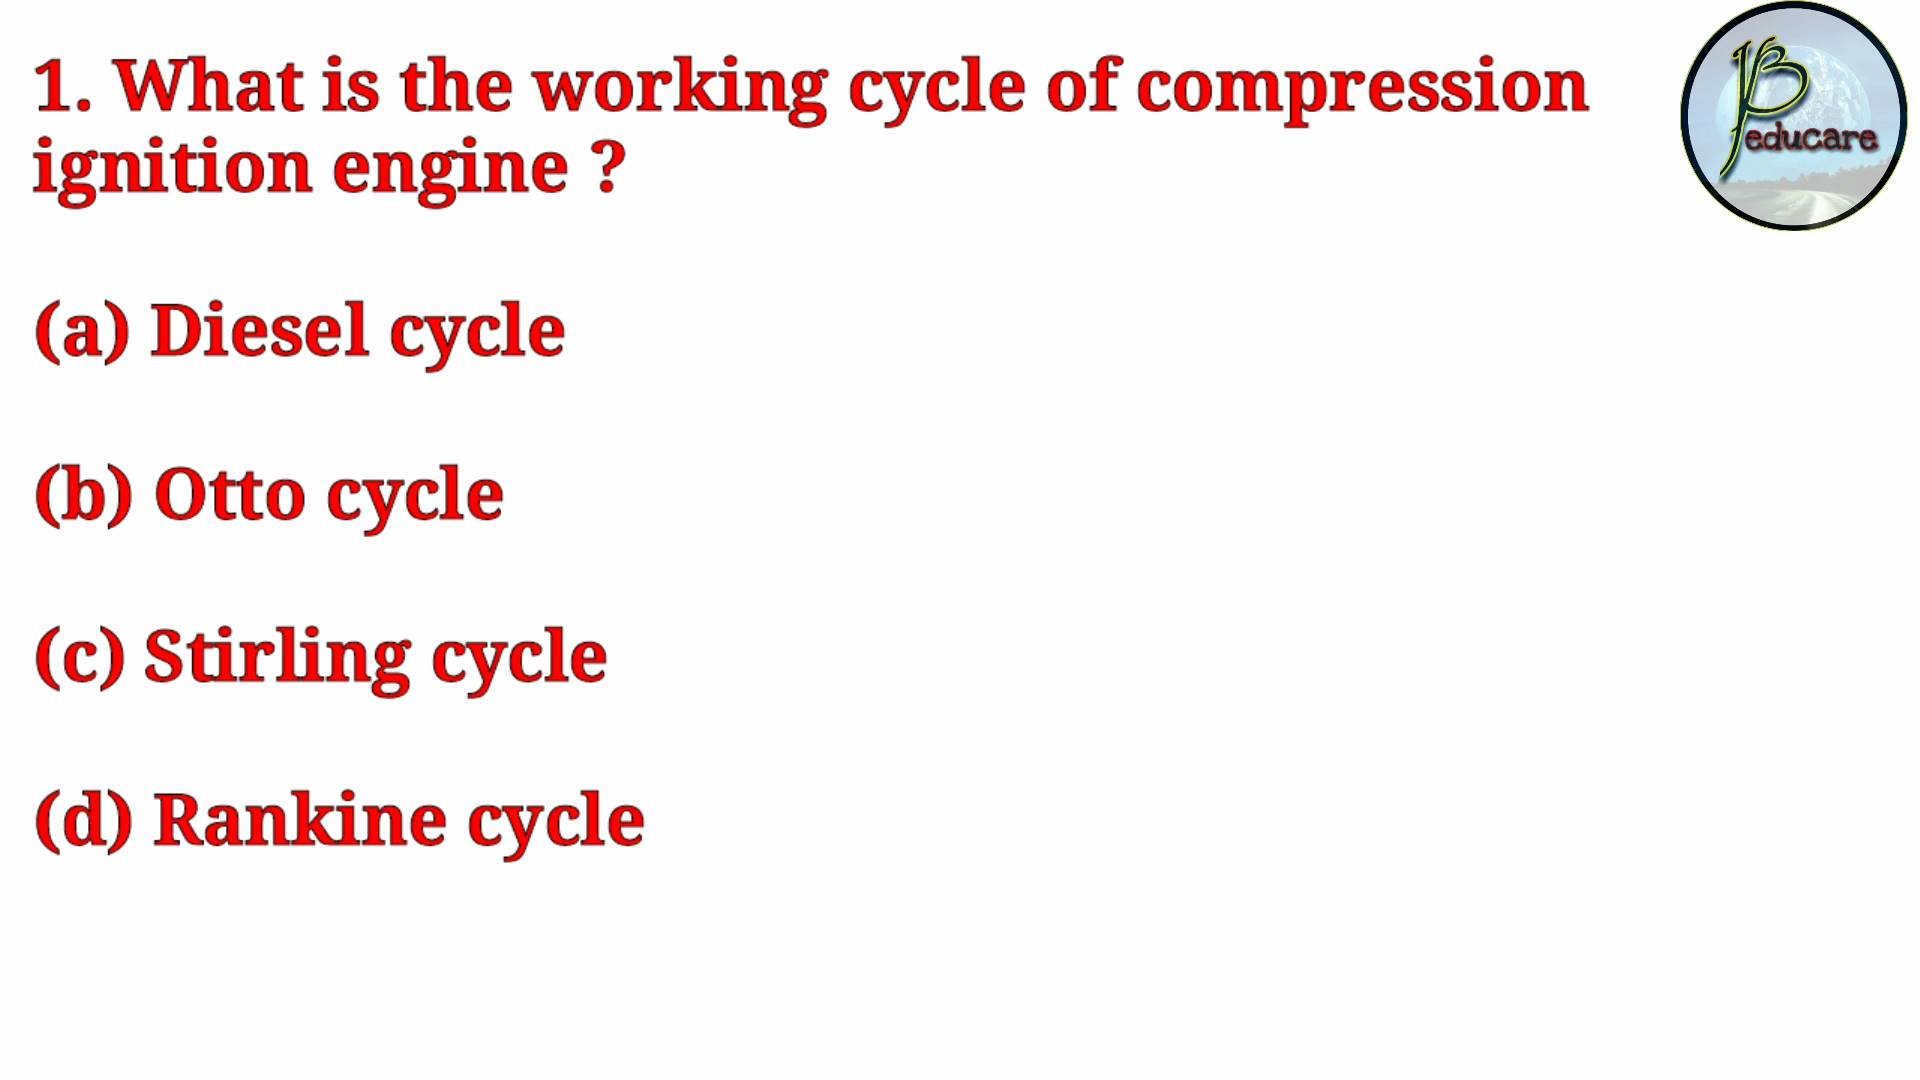 1. What is the working cycle of compression
ignition engine ?
(a) Diesel cycle
(b) Otto cycle
(c) Stirling cycle
(d) Rankine cycle
educare